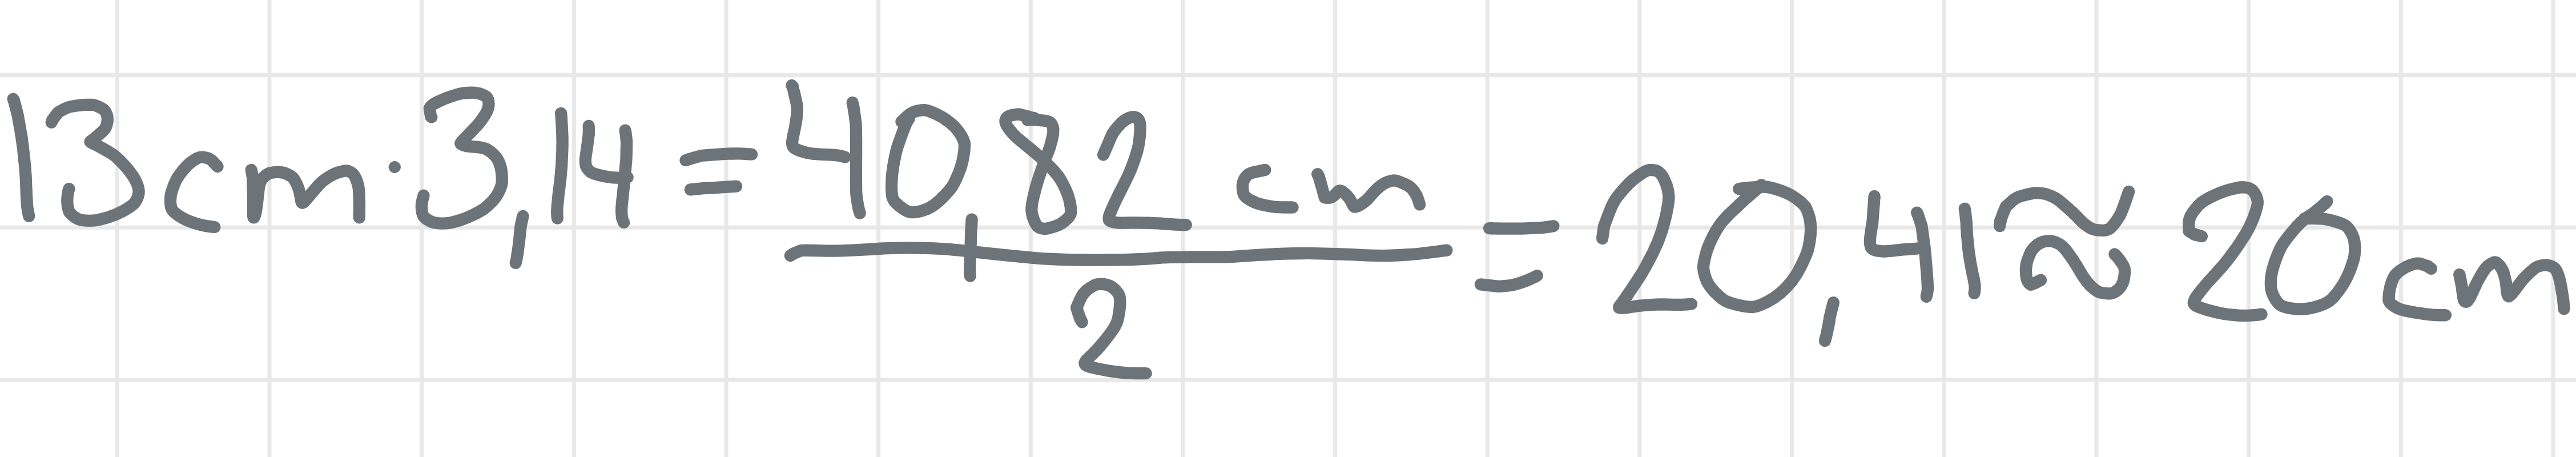 13cm·3,14 = 40,82 cm / 2 = 20,41 ≈ 20cm